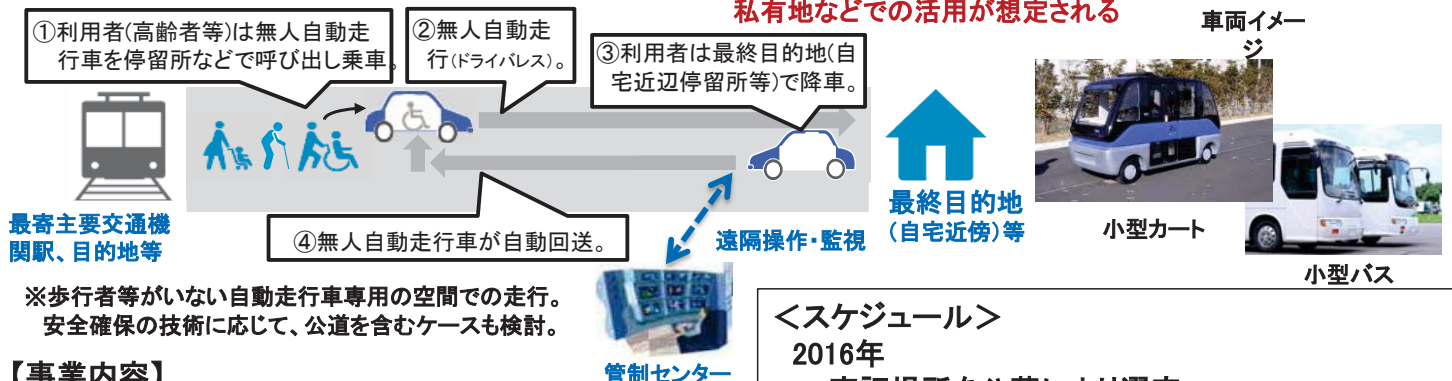 私有地などでの活用が想定される
①利用者(高齢者等)は無人自動走
行車を停留所などで呼び出し乗車。
②無人自動走
行(ドライバレス)。
③利用者は最終目的地(自
宅近辺停留所等)で降車。
車両イメー
ジ
最寄主要交通機
関駅、目的地等
④無人自動走行車が自動回送。
遠隔操作・監視
最終目的地
(自宅近傍)等
小型カート
小型バス
※歩行者等がいない自動走行車専用の空間での走行。
安全確保の技術に応じて、公道を含むケースも検討。
管制センター
【事業内容】
<スケジュール>
2016年